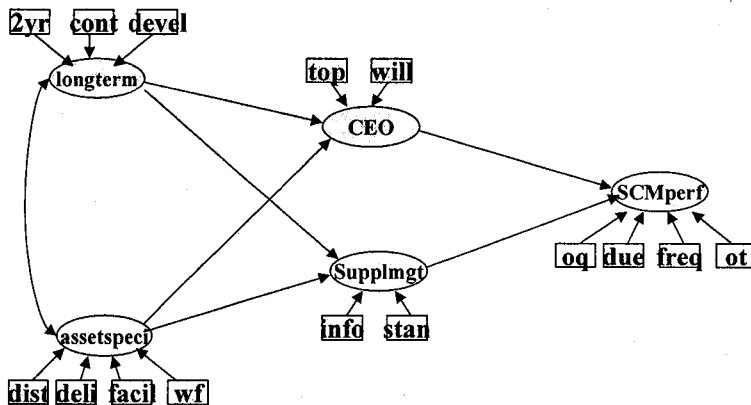 2yr cont devel
longterm
top will
CEO
SCMperf
oq due freq ot
Supplmgt
info stan
assetspeci
dist deli facil wf